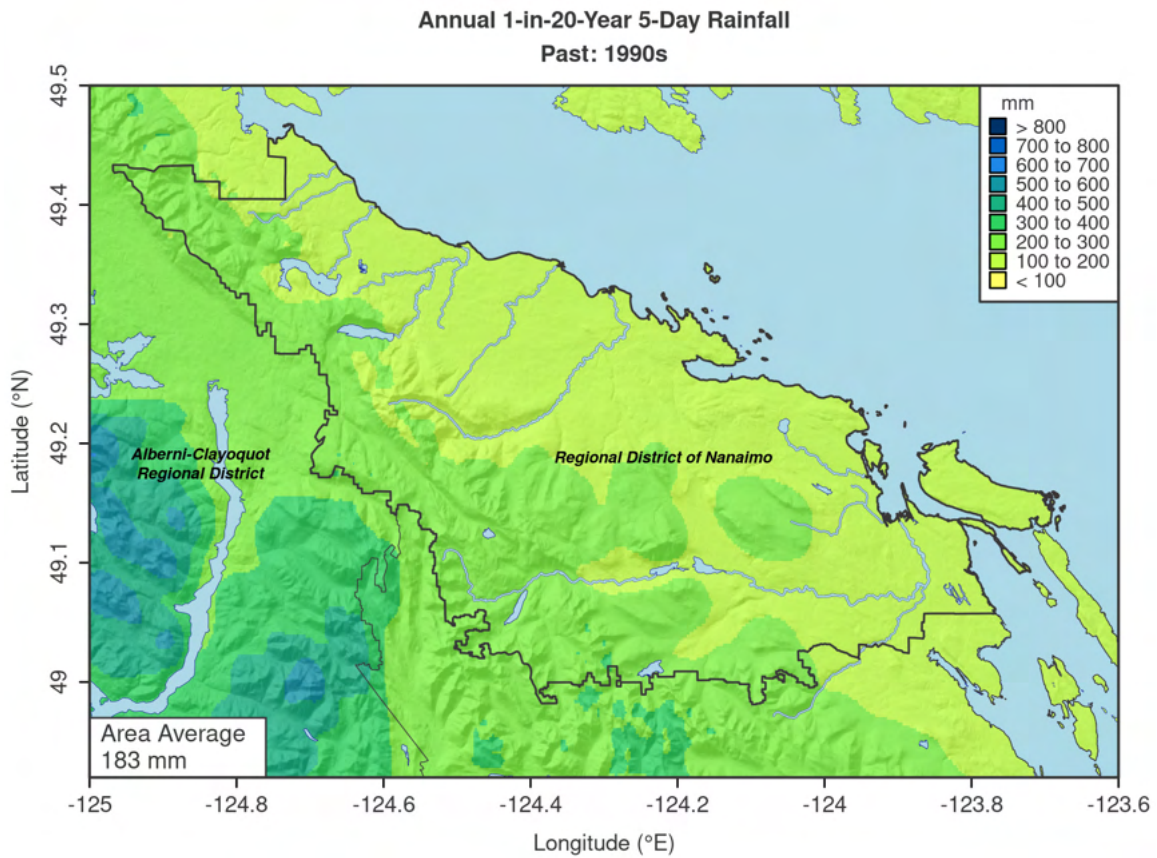 Annual 1-in-20-Year 5-Day Rainfall
Past: 1990s
mm
> 800
700 to 800
600 to 700
500 to 600
400 to 500
300 to 400
200 to 300
100 to 200
< 100
49.5
49.4
49.3
49.2
49.1
49
Latitude (°N)
Alberni-Clayoquot
Regional District
Regional District of Nanaimo
Area Average
183 mm
-125
-124.8
-124.6
-124.4
-124.2
-124
-123.8
-123.6
Longitude (°E)